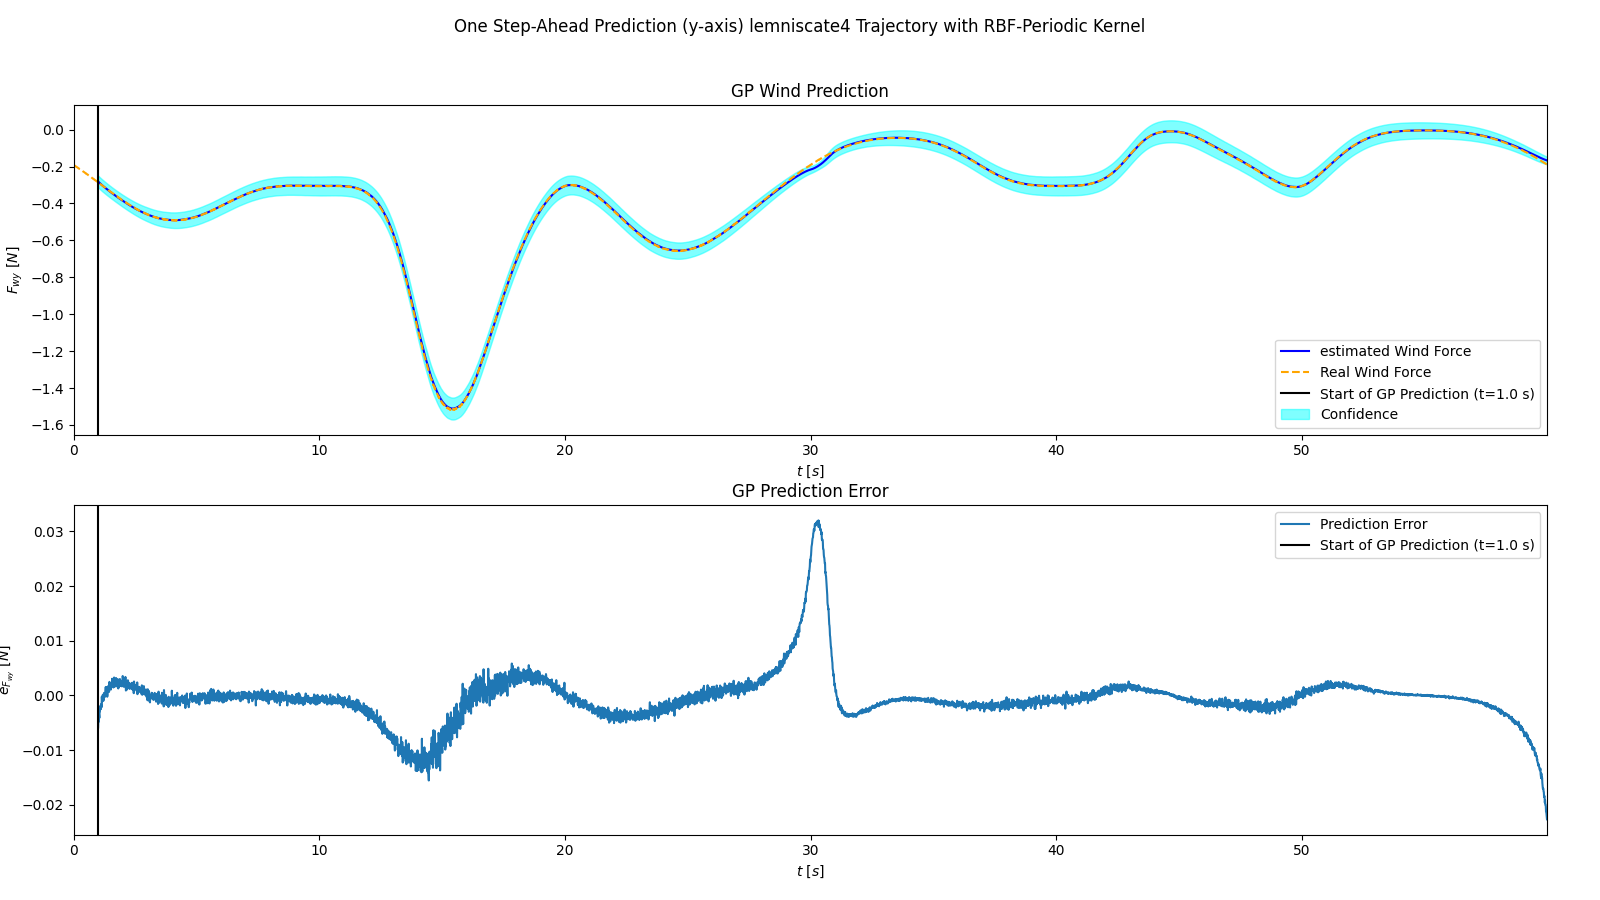 One Step-Ahead Prediction (y-axis) lemniscate4 Trajectory with RBF-Periodic Kernel
GP Wind Prediction
0.0
−0.2
−0.4
−0.6
−0.8
−1.0
−1.2
−1.4
−1.6
F_wy [N]
estimated Wind Force
Real Wind Force
Start of GP Prediction (t=1.0 s)
Confidence
0 10 20 30 40 50
t [s]
GP Prediction Error
0.03
0.02
0.01
0.00
−0.01
−0.02
e_F_wy [N]
Prediction Error
Start of GP Prediction (t=1.0 s)
0 10 20 30 40 50
t [s]